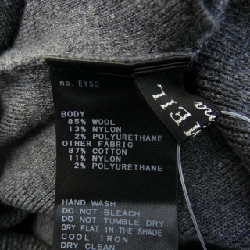 BODY
85% WOOL
13% NYLON
2% POLYURETHANE
OTHER FABRIC
87% COTTON
11% NYLON
2% POLYURETHANE
HAND WASH
DO NOT BLEACH
DO NOT TUMBLE DRY
DRY FLAT IN THE SHADE
COOL IRON
DRY CLEAN